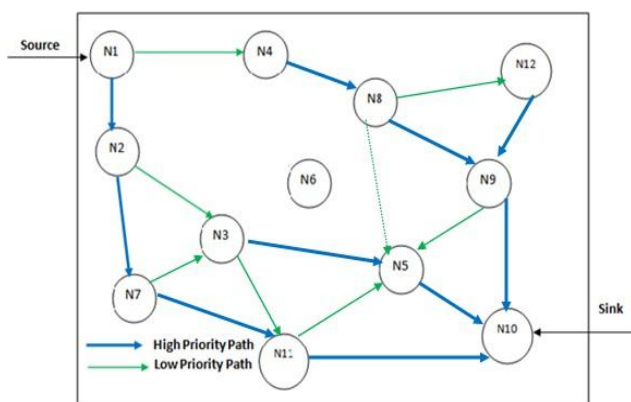 Source
N1
N4
N12
N8
N2
N6
N9
N3
N5
N7
Sink
N10
High Priority Path
N11
Low Priority Path